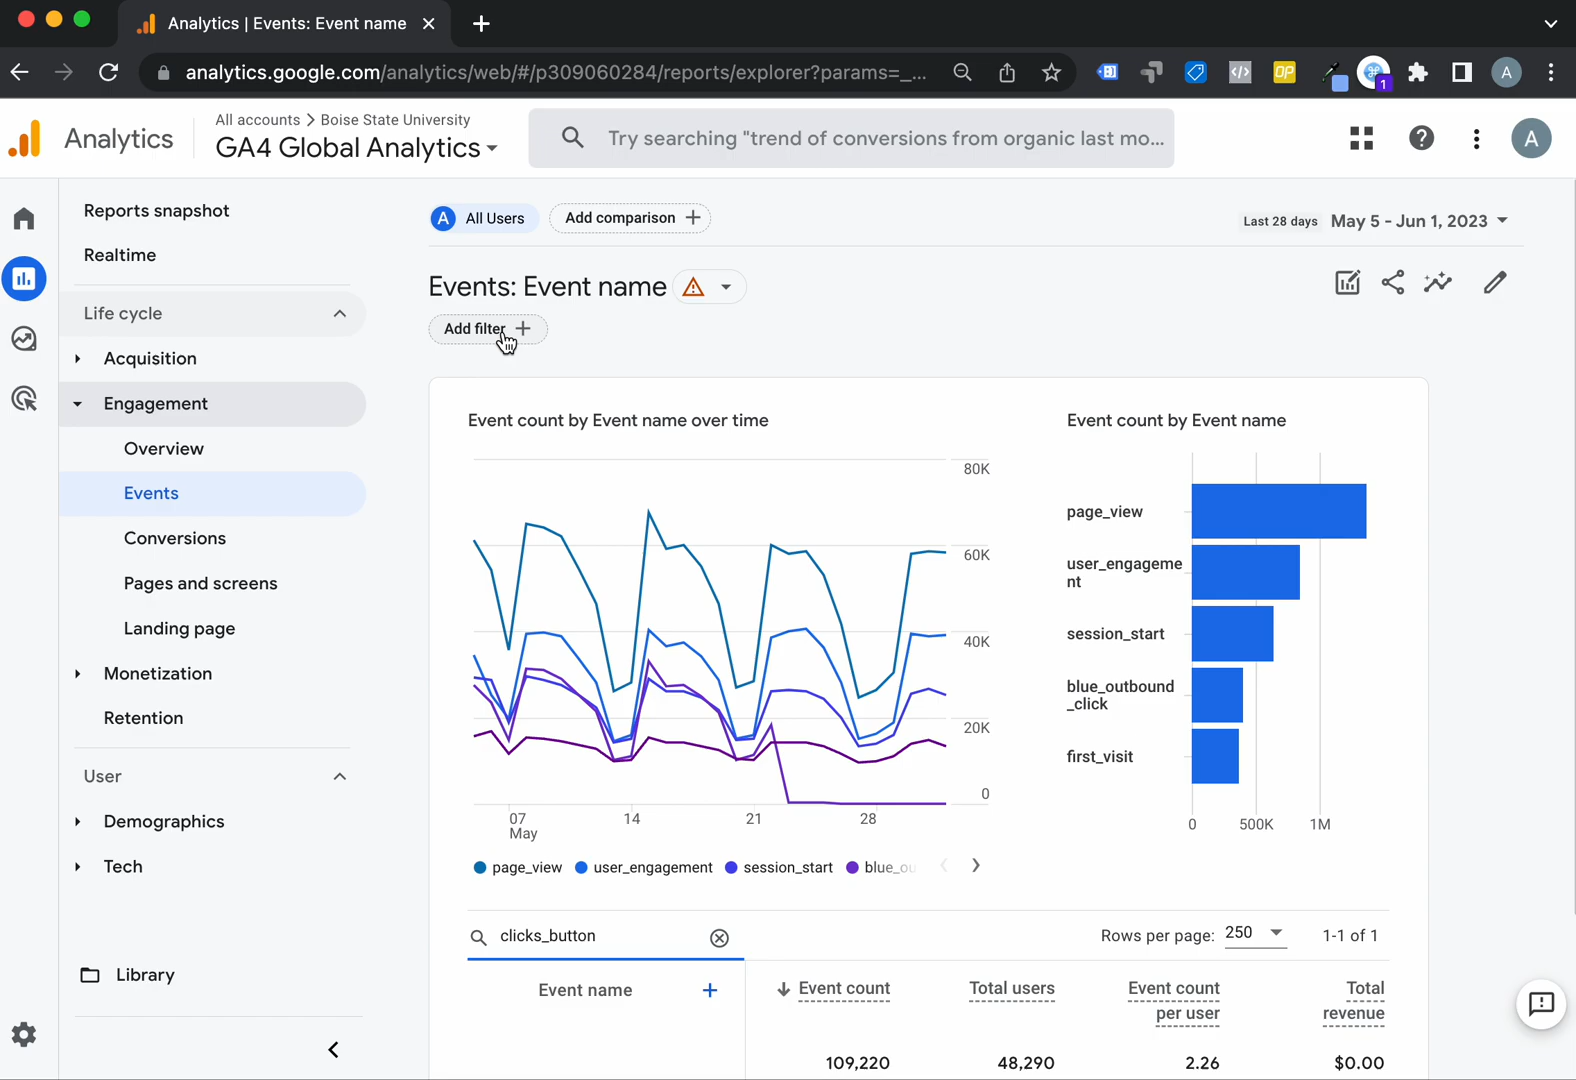 Analytics | Events: Event name
analytics.google.com/analytics/web/#/p309060284/reports/explorer?params=_...
OP
1
A
Analytics
All accounts > Boise State University
GA4 Global Analytics
Try searching "trend of conversions from organic last mo...
A
Reports snapshot
Realtime
Life cycle
Acquisition
Engagement
Overview
Events
Conversions
Pages and screens
Landing page
Monetization
Retention
User
Demographics
Tech
Library
A All Users
Add comparison +
Last 28 days May 5 - Jun 1, 2023
Events: Event name
Add filter +
Event count by Event name over time
80K
60K
40K
20K
0
07
May
14
21
28
page_view
user_engagement
session_start
blue_ou
Event count by Event name
page_view
user_engageme
nt
session_start
blue_outbound
_click
first_visit
0
500K
1M
clicks_button
Rows per page: 250
1-1 of 1
Event name +
Event count
Total users
Event count
per user
Total
revenue
109,220
48,290
2.26
$0.00